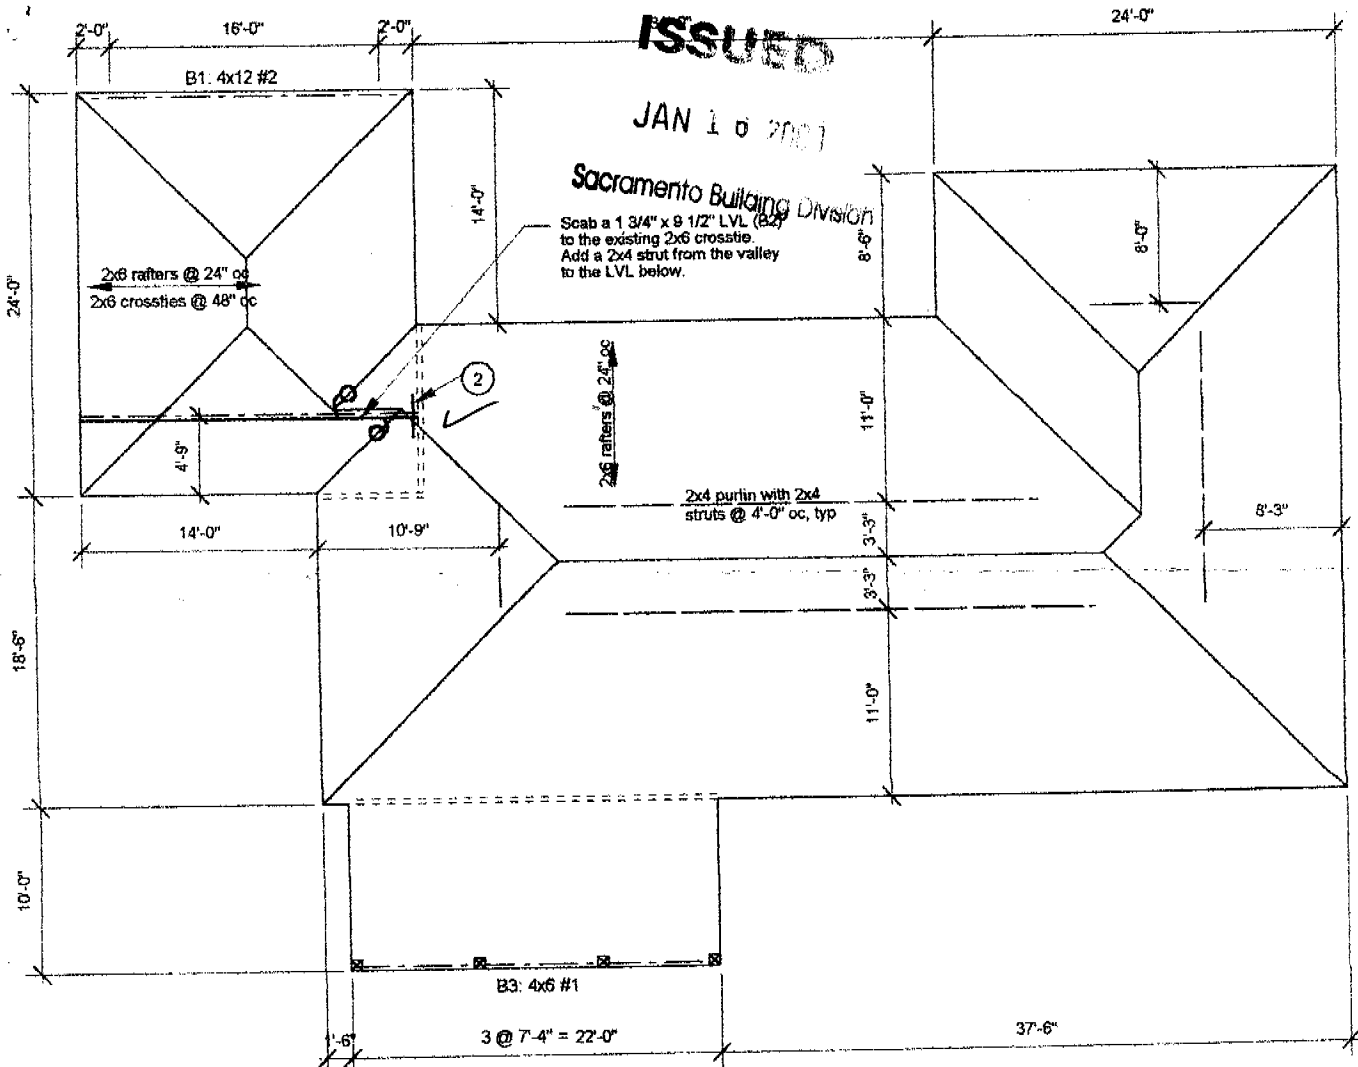 2'-0"
16'-0"
2'-0"
24'-0"
ISSUED
B1: 4x12 #2
JAN 1 6
Sacramento Building Division
Scab a 1 3/4" x 9 1/2" LVL (B2)
to the existing 2x6 crosstie.
Add a 2x4 strut from the valley
to the LVL below.
14'-0"
8'-6"
8'-0"
24'-0"
2x6 rafters @ 24" oc
2x6 crossties @ 48" oc
2
2x6 rafters @ 24" oc
11'-0"
4'-9"
2x4 purlin with 2x4
struts @ 4'-0" oc, typ
8'-3"
14'-0"
10'-9"
3'-3"
3'-3"
18'-6"
11'-0"
10'-0"
B3: 4x6 #1
1'-6"
3 @ 7'-4" = 22'-0"
37'-6"